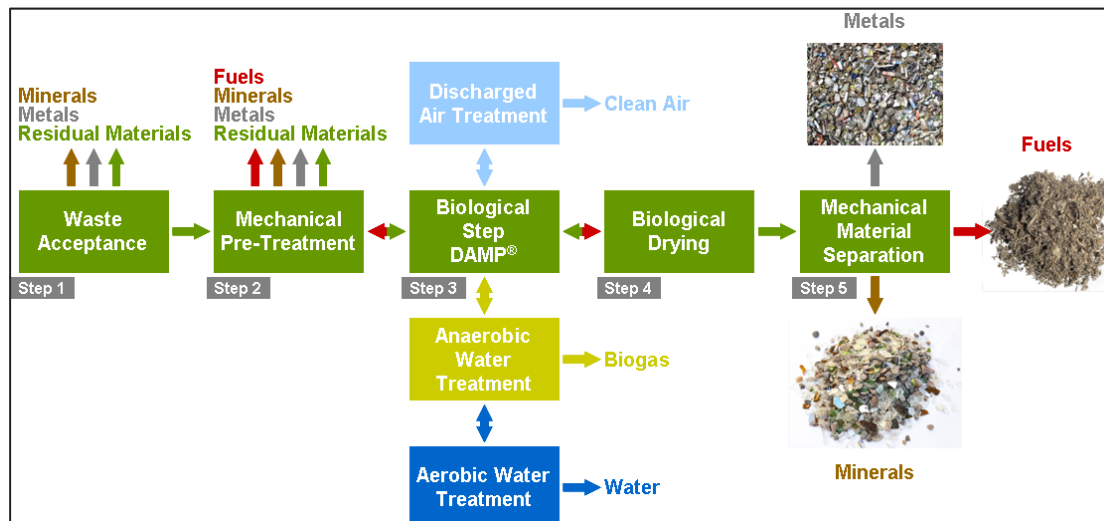 Metals
Fuels
Minerals
Metals
Residual Materials
Minerals
Metals
Residual Materials
Discharged
Air Treatment
Clean Air
Fuels
Waste
Acceptance
Mechanical
Pre-Treatment
Biological
Step
DAMP®
Biological
Drying
Mechanical
Material
Separation
Step 1
Step 2
Step 3
Step 4
Step 5
Anaerobic
Water
Treatment
Biogas
Aerobic Water
Treatment
Water
Minerals